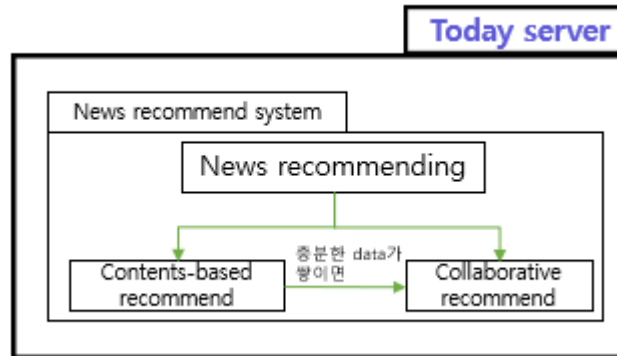 Today server
News recommend system
News recommending
충분한 data가
쌓이면
Contents-based
recommend
Collaborative
recommend